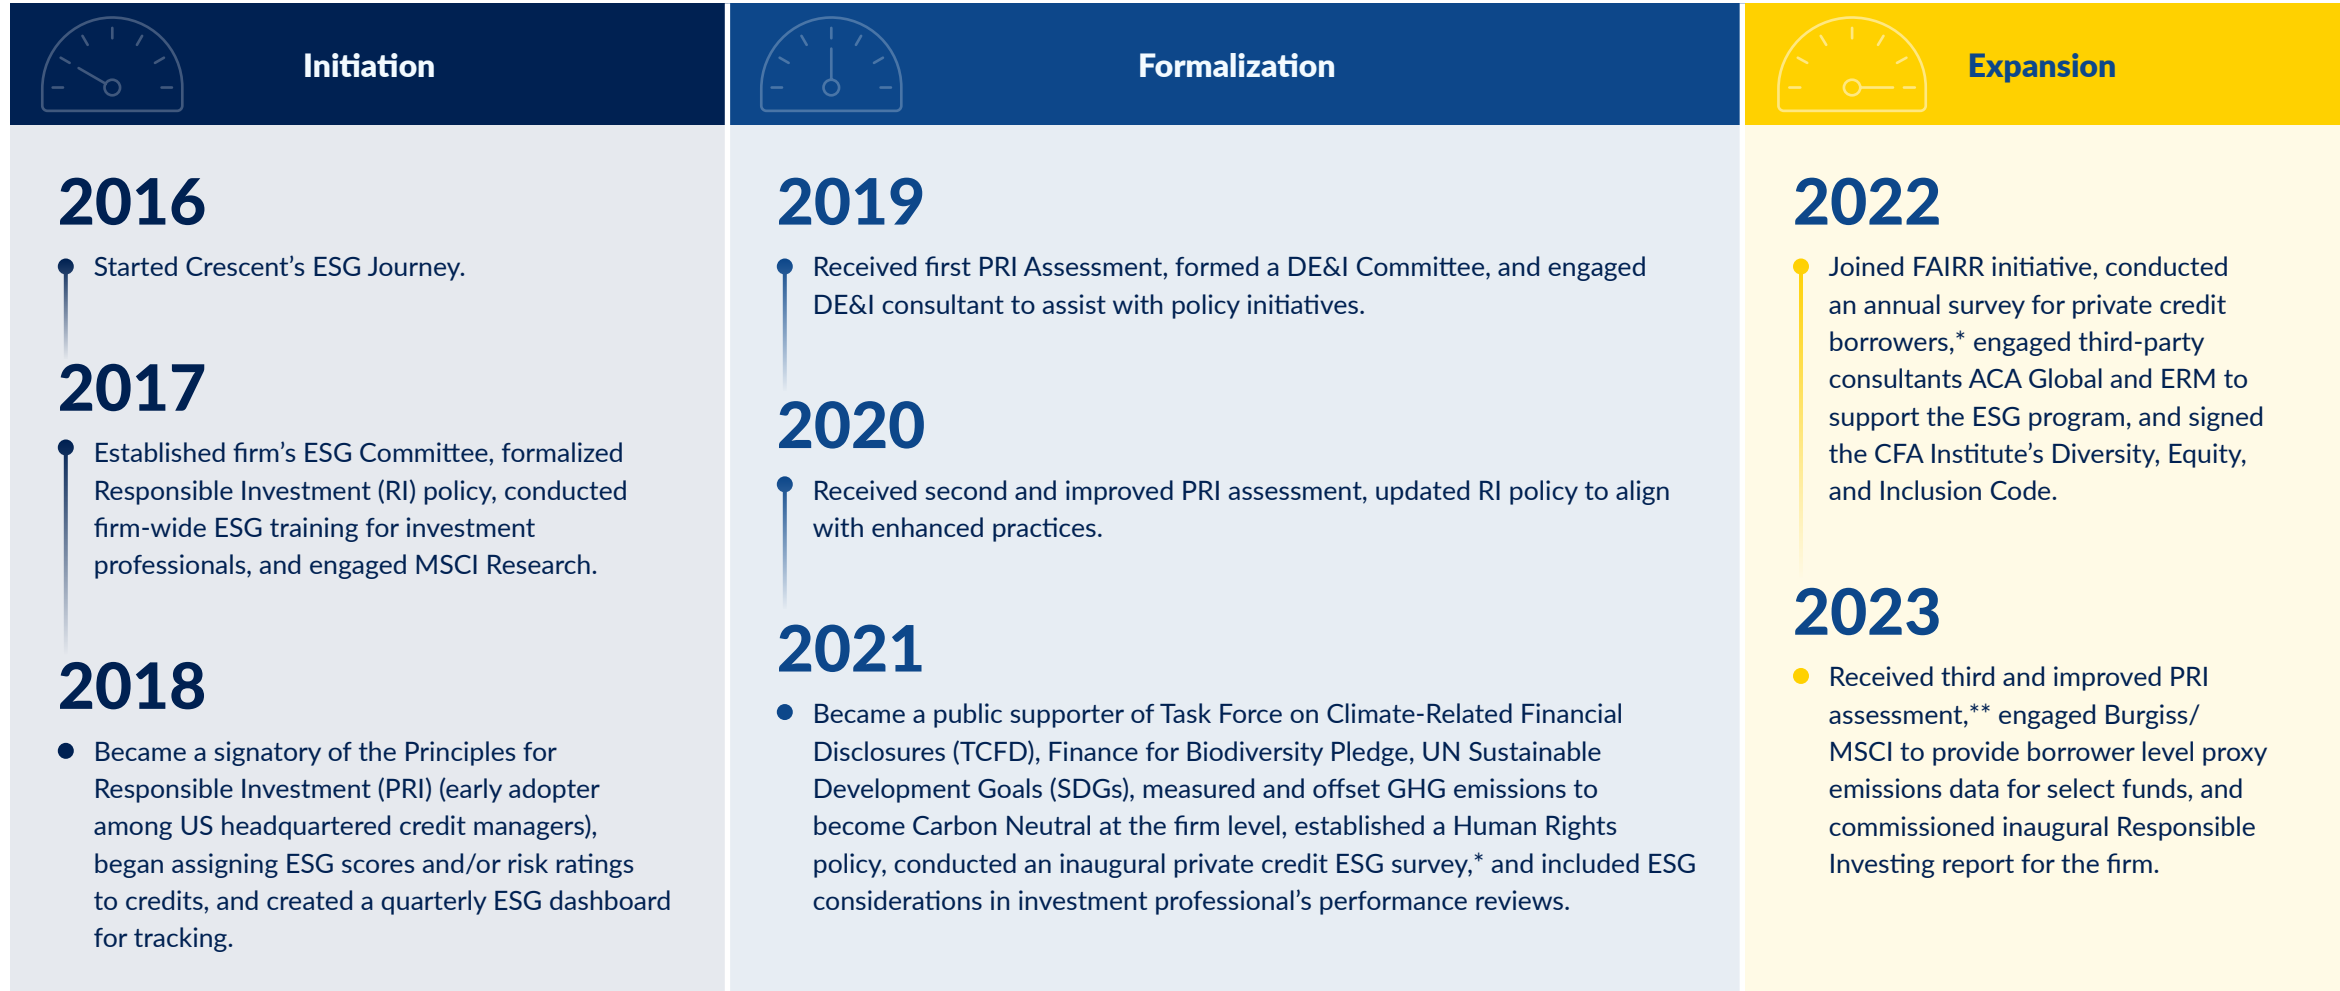 Initiation
2016
Started Crescent’s ESG Journey.
2017
Established firm’s ESG Committee, formalized
Responsible Investment (RI) policy, conducted
firm-wide ESG training for investment
professionals, and engaged MSCI Research.
2018
Became a signatory of the Principles for
Responsible Investment (PRI) (early adopter
among US headquartered credit managers),
began assigning ESG scores and/or risk ratings
to credits, and created a quarterly ESG dashboard
for tracking.
Formalization
2019
Received first PRI Assessment, formed a DE&I Committee, and engaged
DE&I consultant to assist with policy initiatives.
2020
Received second and improved PRI assessment, updated RI policy to align
with enhanced practices.
2021
Became a public supporter of Task Force on Climate-Related Financial
Disclosures (TCFD), Finance for Biodiversity Pledge, UN Sustainable
Development Goals (SDGs), measured and offset GHG emissions to
become Carbon Neutral at the firm level, established a Human Rights
policy, conducted an inaugural private credit ESG survey,* and included ESG
considerations in investment professional’s performance reviews.
Expansion
2022
Joined FAIRR initiative, conducted
an annual survey for private credit
borrowers,* engaged third-party
consultants ACA Global and ERM to
support the ESG program, and signed
the CFA Institute’s Diversity, Equity,
and Inclusion Code.
2023
Received third and improved PRI
assessment,** engaged Burgiss/
MSCI to provide borrower level proxy
emissions data for select funds, and
commissioned inaugural Responsible
Investing report for the firm.